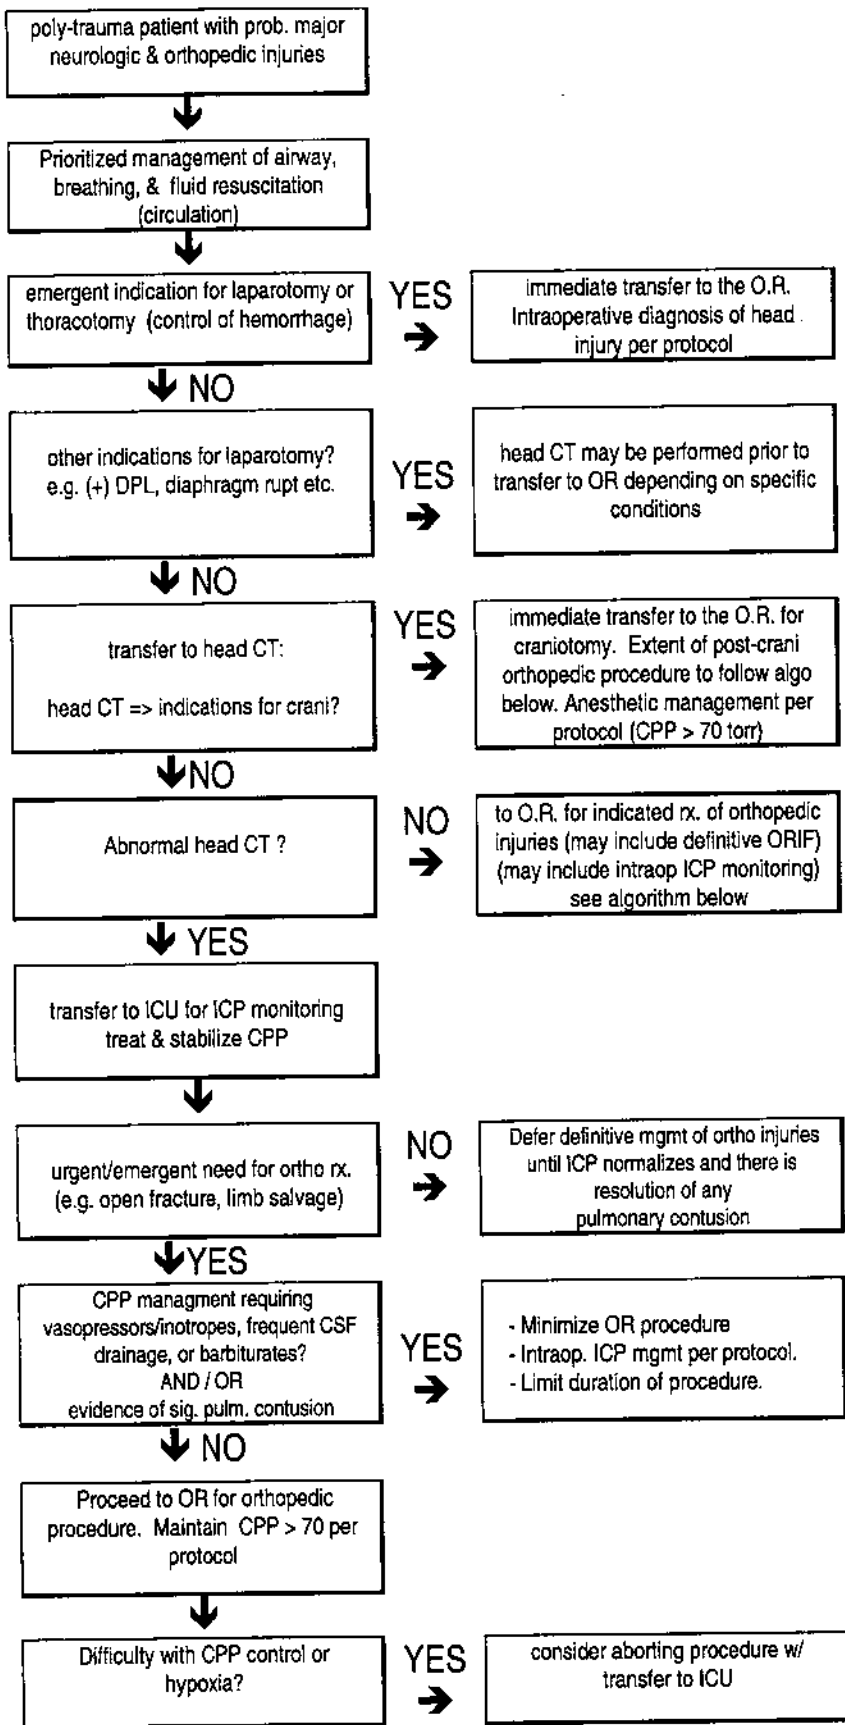 poly-trauma patient with prob. major
neurologic & orthopedic injuries
Prioritized management of airway,
breathing, & fluid resuscitation
(circulation)
emergent indication for laparotomy or
thoracotomy (control of hemorrhage)
YES
immediate transfer to the O.R.
Intraoperative diagnosis of head
injury per protocol
NO
other indications for laparotomy?
e.g. (+) DPL, diaphragm rupt etc.
YES
head CT may be performed prior to
transfer to OR depending on specific
conditions
NO
transfer to head CT:
head CT => indications for crani?
YES
immediate transfer to the O.R. for
craniotomy. Extent of post-crani
orthopedic procedure to follow algo
below. Anesthetic management per
protocol (CPP > 70 torr)
NO
Abnormal head CT ?
NO
to O.R. for indicated rx. of orthopedic
injuries (may include definitive ORIF)
(may include intraop ICP monitoring)
see algorithm below
YES
transfer to ICU for ICP monitoring
treat & stabilize CPP
urgent/emergent need for ortho rx.
(e.g. open fracture, limb salvage)
NO
Defer definitive mgmt of ortho injuries
until ICP normalizes and there is
resolution of any
pulmonary contusion
YES
CPP managment requiring
vasopressors/inotropes, frequent CSF
drainage, or barbiturates?
AND / OR
evidence of sig. pulm. contusion
YES
- Minimize OR procedure
- Intraop. ICP mgmt per protocol.
- Limit duration of procedure.
NO
Proceed to OR for orthopedic
procedure. Maintain CPP > 70 per
protocol
Difficulty with CPP control or
hypoxia?
YES
consider aborting procedure w/
transfer to ICU